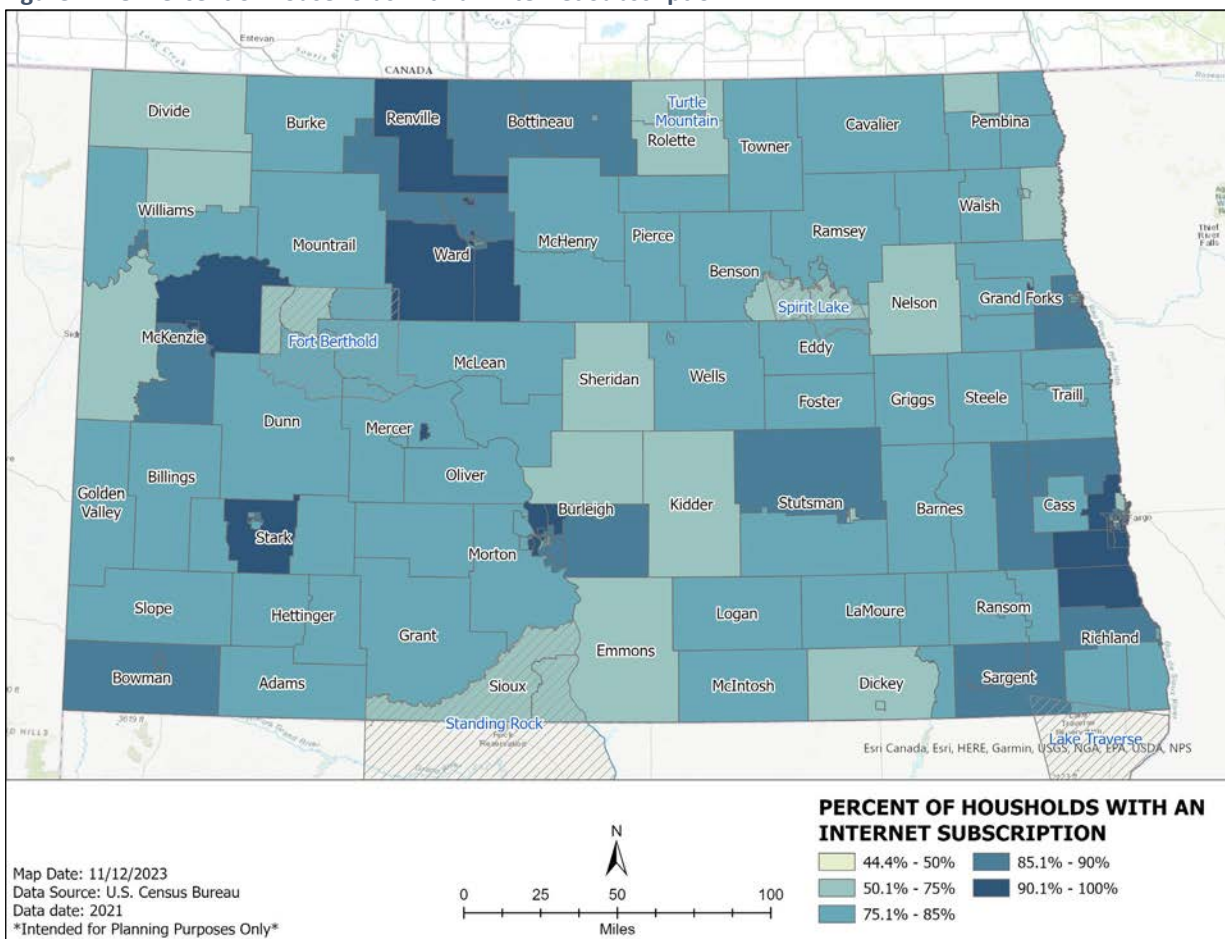 Estevan
CANADA
Divide
Burke
Renville
Bottineau
Turtle
Mountain
Rolette
Towner
Cavalier
Pembina
Williams
Mountrail
Ward
McHenry
Pierce
Benson
Ramsey
Walsh
Thief
River
Falls
Spirit Lake
Nelson
Grand Forks
McKenzie
Fort Berthold
McLean
Sheridan
Wells
Eddy
Foster
Griggs
Steele
Traill
Dunn
Mercer
Oliver
Golden
Valley
Billings
Stark
Burleigh
Kidder
Stutsman
Barnes
Cass
Fargo
Morton
Slope
Hettinger
Grant
Emmons
Logan
LaMoure
Ransom
Richland
Bowman
Adams
Sioux
McIntosh
Dickey
Sargent
Standing Rock
Lake Traverse
Esri Canada, Esri, HERE, Garmin, USGS, NGA, EPA, USDA, NPS
PERCENT OF HOUSHOLDS WITH AN
INTERNET SUBSCRIPTION
44.4% - 50%
50.1% - 75%
75.1% - 85%
85.1% - 90%
90.1% - 100%
N
0 25 50 100
Miles
Map Date: 11/12/2023
Data Source: U.S. Census Bureau
Data date: 2021
*Intended for Planning Purposes Only*